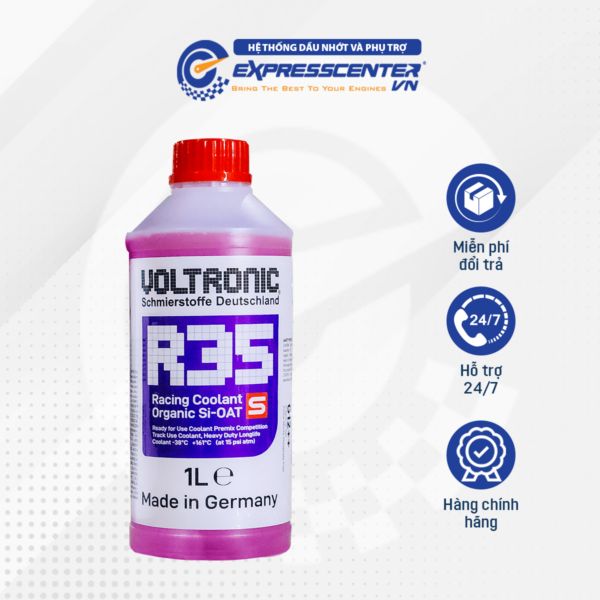 HỆ THỐNG DẦU NHỚT VÀ PHỤ TRỢ
EXPRESSCENTER®
VN
BRING THE BEST TO YOUR ENGINES
VOLTRONIC®
Schmierstoffe Deutschland
R35
Racing Coolant
Organic Si-OAT S
Ready for Use Coolant Premix Competition
Track Use Coolant, Heavy Duty Longlife
Coolant -38°C +161°C (at 15 psi atm)
1L ℮
Made in Germany
G12++
Miễn phí
đổi trả
24/7
Hỗ trợ
24/7
Hàng chính
hãng